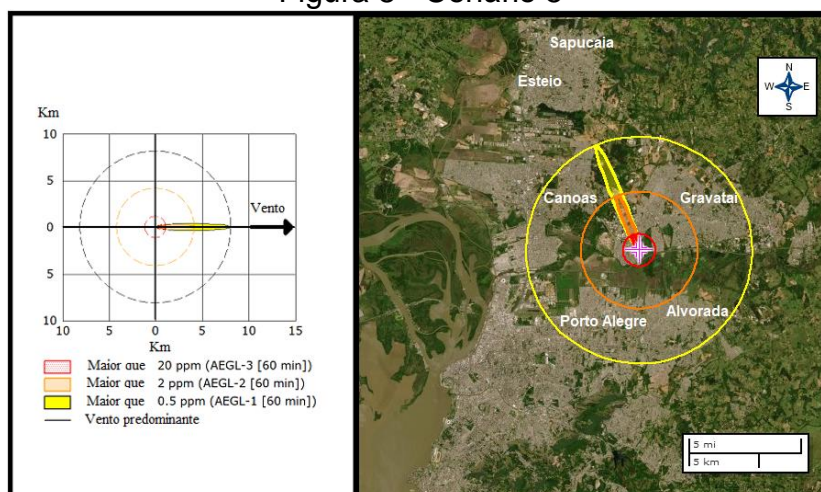 Figura 3 - Cenário 3
Km
10
5
0
5
10
10
5
0
5
10
15
Km
Vento
Maior que 20 ppm (AEGL-3 [60 min])
Maior que 2 ppm (AEGL-2 [60 min])
Maior que 0.5 ppm (AEGL-1 [60 min])
Vento predominante
Sapucaia
Esteio
Canoas
Gravataí
Porto Alegre
Alvorada
N
W
E
S
5 mi
5 km